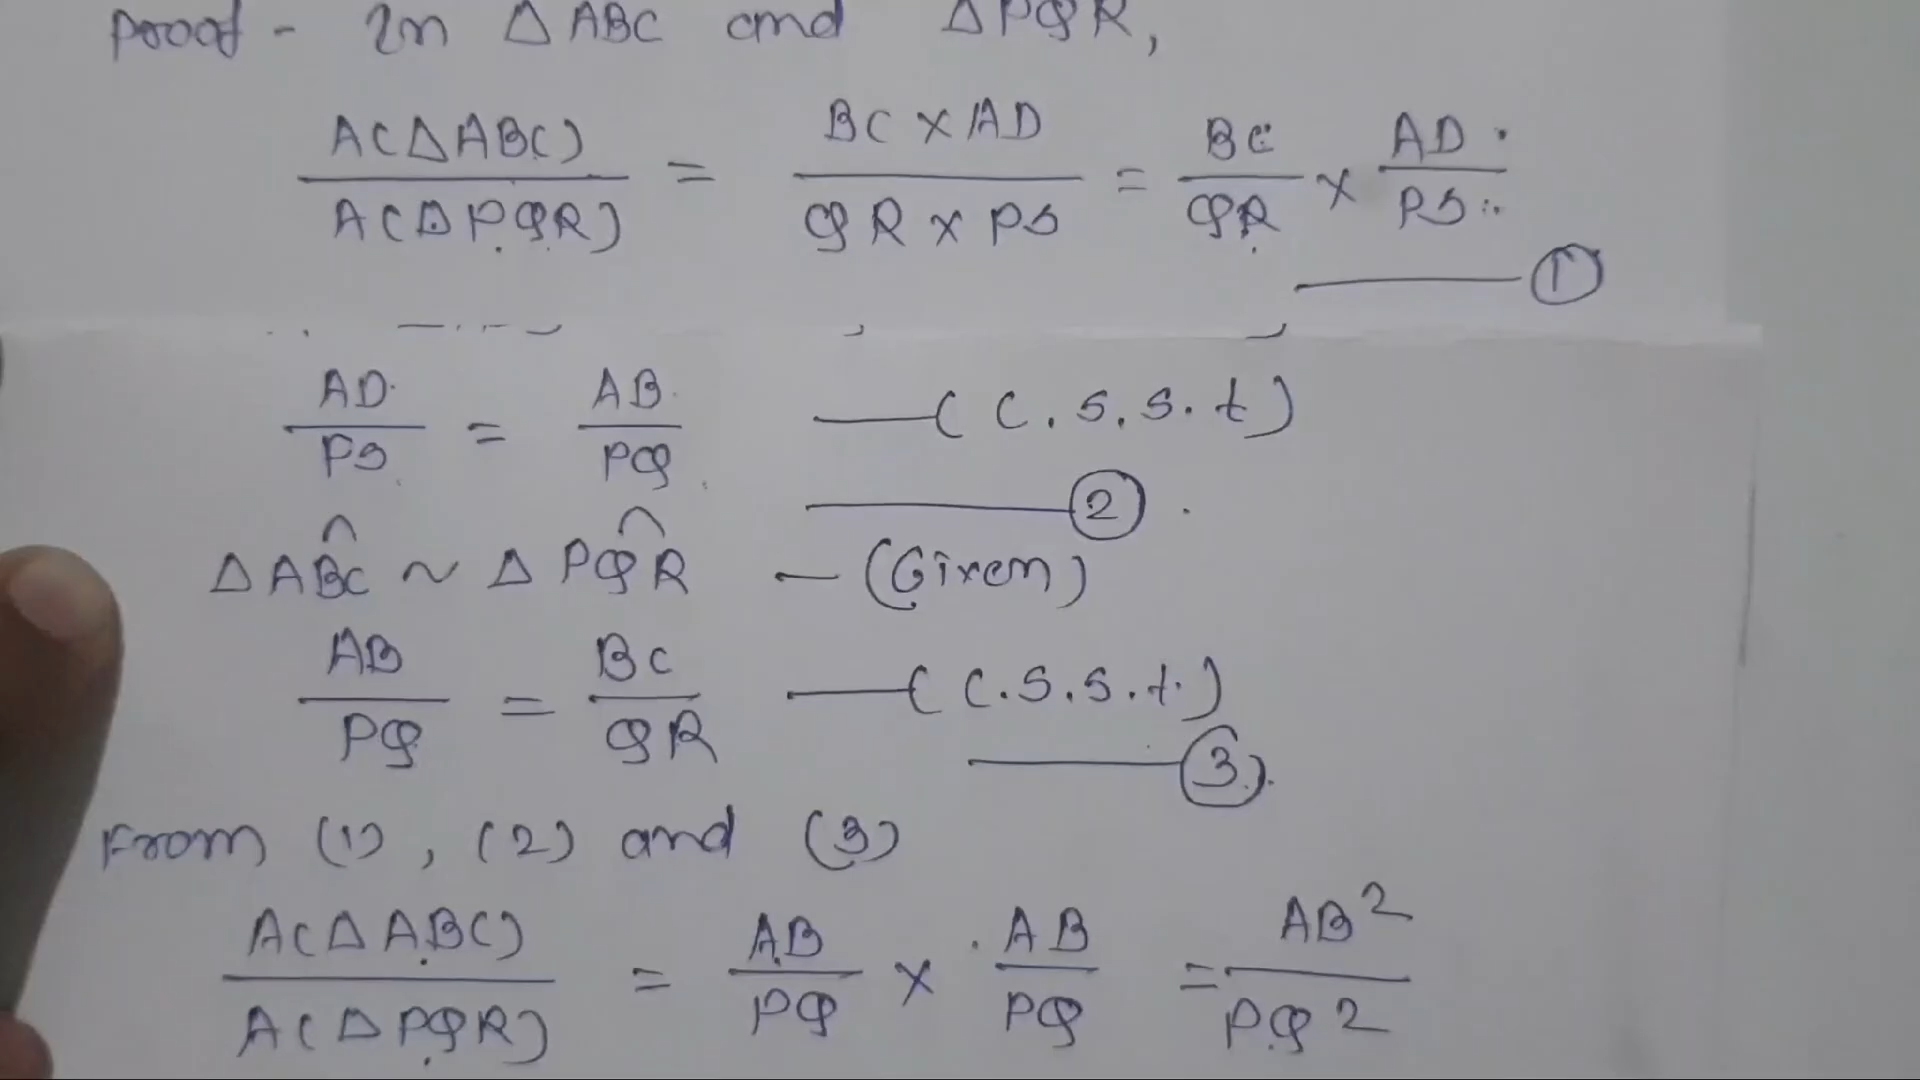 Proof - In △ABC and △PQR,
A(△ABC) / A(△PQR) = BC × AD / QR × PS = BC / QR × AD / PS
①
AD / PS = AB / PQ —(C.S.S.t)
②
△ABC ~ △PQR — (Given)
AB / PQ = BC / QR —(C.S.S.t.)
③
From (1), (2) and (3)
A(△ABC) / A(△PQR) = AB / PQ × AB / PQ = AB² / PQ²